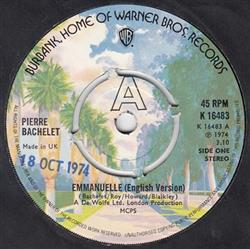 BURBANK, HOME OF WARNER BROS. RECORDS
WB
A
PIERRE
BACHELET
Made in UK
18 OCT 1974
45 RPM
K 16483
K 16483 A
℗ 1974
3.10
SIDE ONE
STEREO
EMMANUELLE (English Version)
(Bachelet/Roy/Howard/Blaikley)
A De Wolfe Ltd. London Production
MCPS